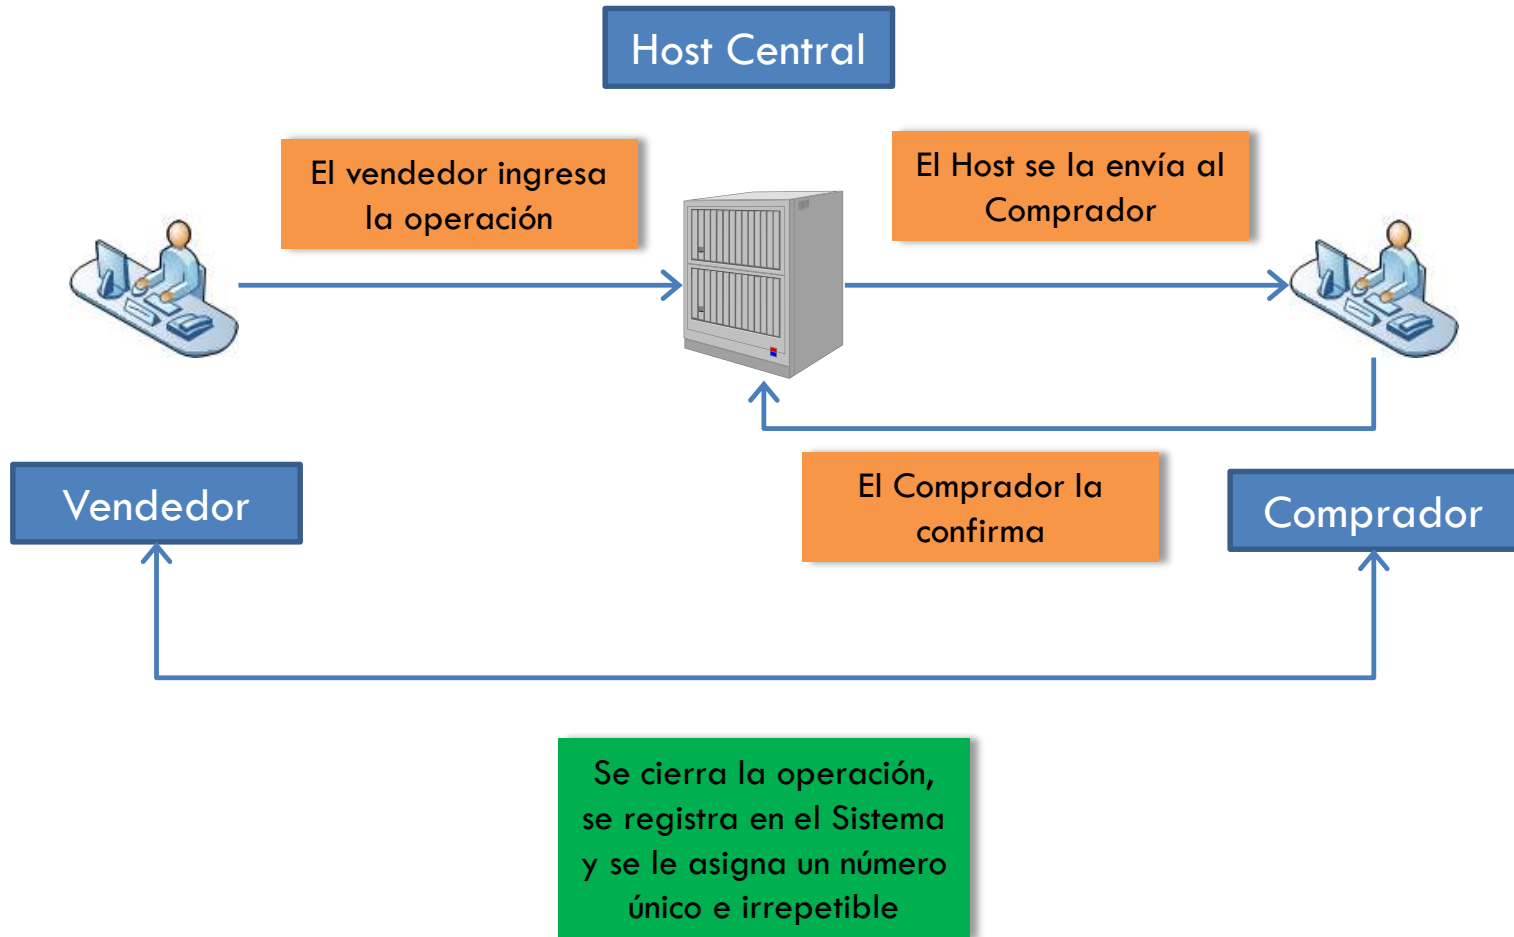 Host Central
El vendedor ingresa
la operación
El Host se la envía al
Comprador
Vendedor
El Comprador la
confirma
Comprador
Se cierra la operación,
se registra en el Sistema
y se le asigna un número
único e irrepetible